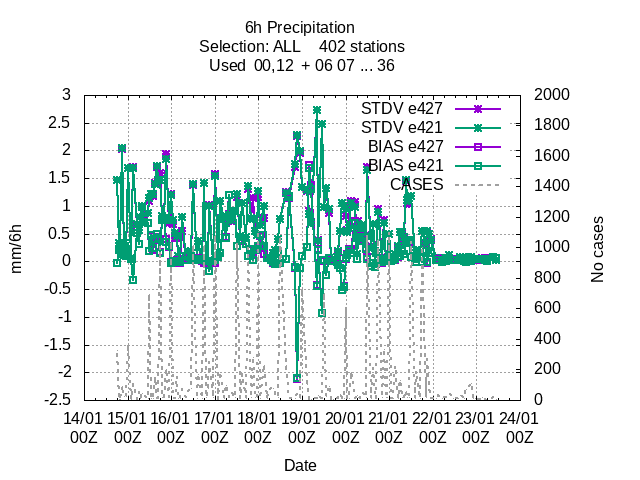 6h Precipitation
Selection: ALL 402 stations
Used 00,12 + 06 07 ... 36
STDV e427
STDV e421
BIAS e427
BIAS e421
CASES
3
2.5
2
1.5
1
0.5
0
-0.5
-1
-1.5
-2
-2.5
mm/6h
2000
1800
1600
1400
1200
1000
800
600
400
200
0
No cases
14/01 15/01 16/01 17/01 18/01 19/01 20/01 21/01 22/01 23/01 24/01
00Z 00Z 00Z 00Z 00Z 00Z 00Z 00Z 00Z 00Z 00Z
Date